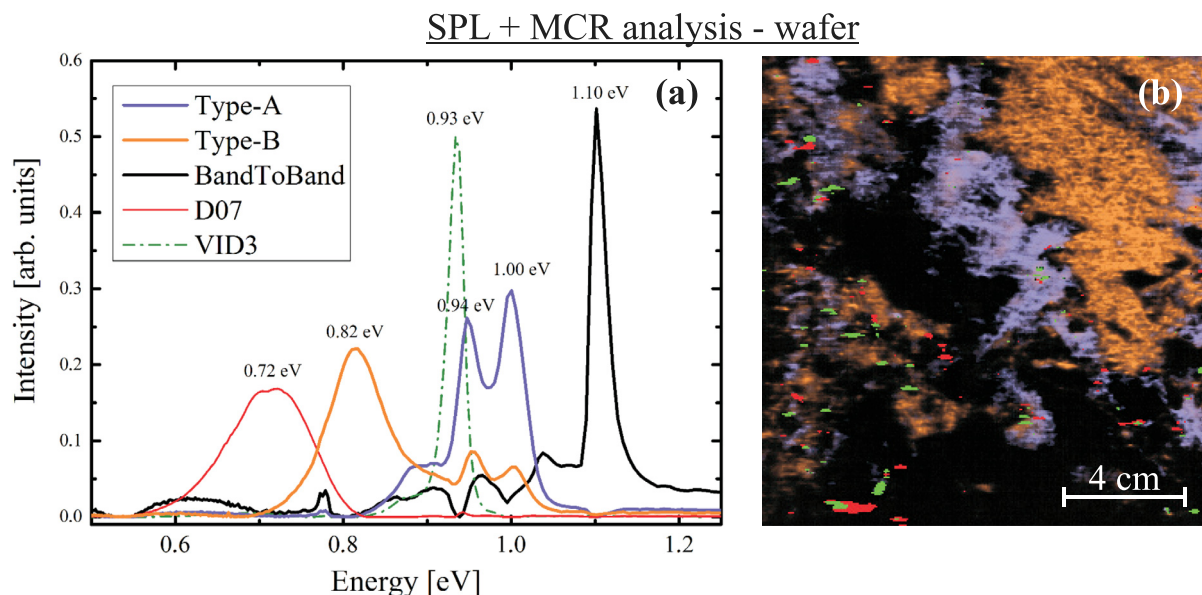 SPL + MCR analysis - wafer
(a)
(b)
0.6
0.5
0.4
0.3
0.2
0.1
0.0
Intensity [arb. units]
Type-A
Type-B
BandToBand
D07
VID3
0.72 eV
0.82 eV
0.93 eV
0.94 eV
1.00 eV
1.10 eV
0.6
0.8
1.0
1.2
Energy [eV]
4 cm